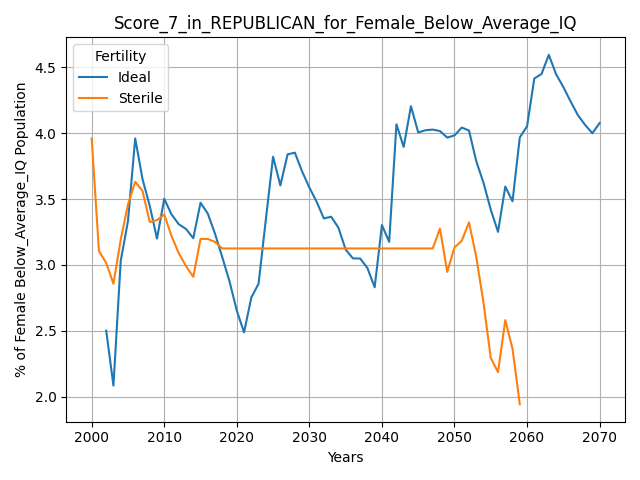 Score_7_in_REPUBLICAN_for_Female_Below_Average_IQ
Fertility
Ideal
Sterile
% of Female Below_Average_IQ Population
4.5
4.0
3.5
3.0
2.5
2.0
2000 2010 2020 2030 2040 2050 2060 2070
Years